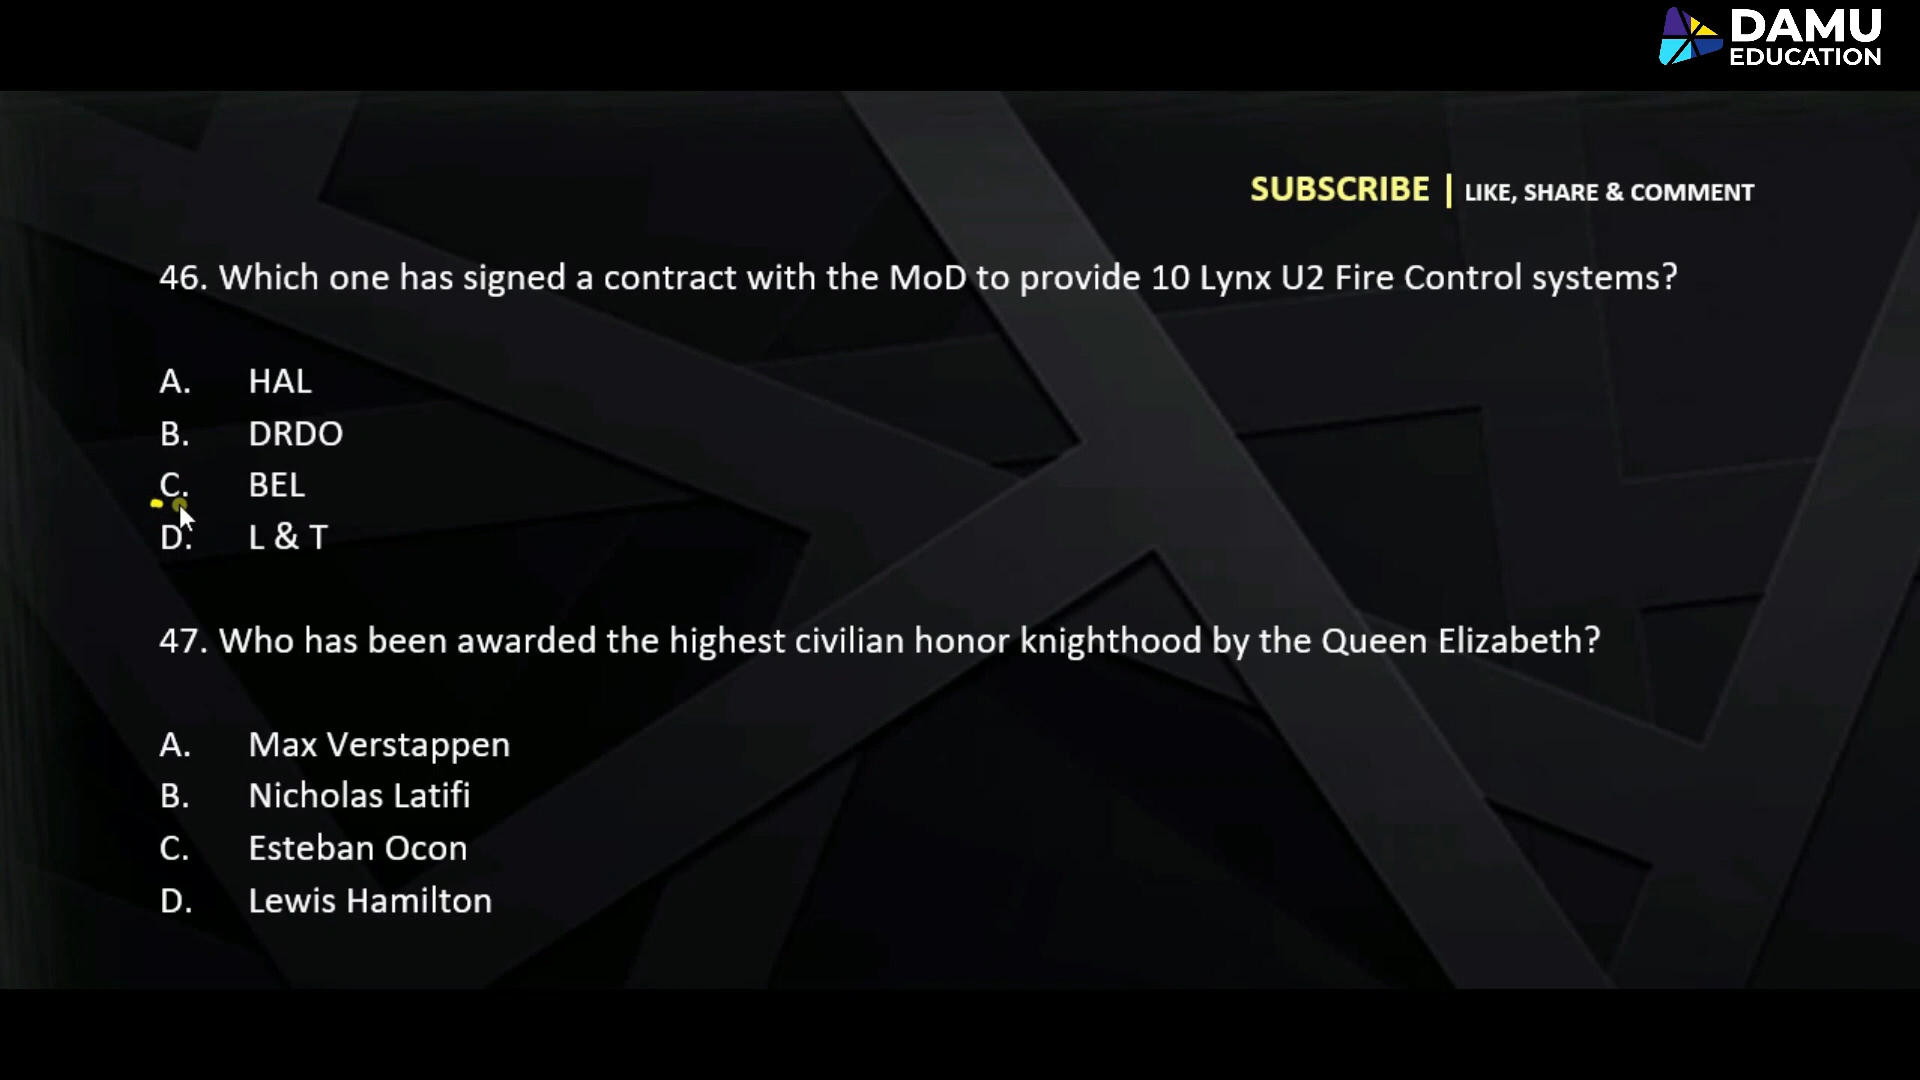 DAMU
EDUCATION
SUBSCRIBE | LIKE, SHARE & COMMENT
46. Which one has signed a contract with the MoD to provide 10 Lynx U2 Fire Control systems?
A. HAL
B. DRDO
C. BEL
D. L & T
47. Who has been awarded the highest civilian honor knighthood by the Queen Elizabeth?
A. Max Verstappen
B. Nicholas Latifi
C. Esteban Ocon
D. Lewis Hamilton